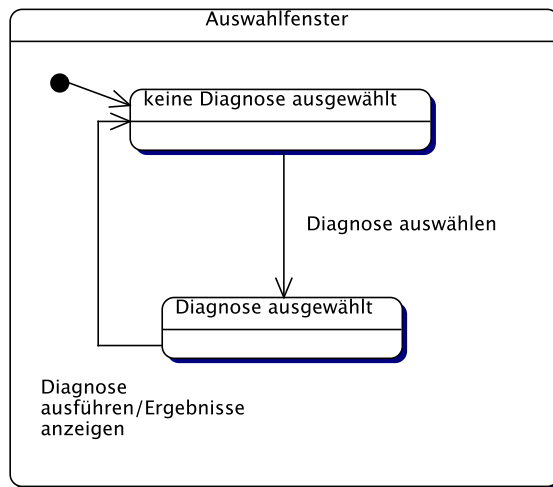 Auswahlfenster
keine Diagnose ausgewählt
Diagnose auswählen
Diagnose ausgewählt
Diagnose
ausführen/Ergebnisse
anzeigen